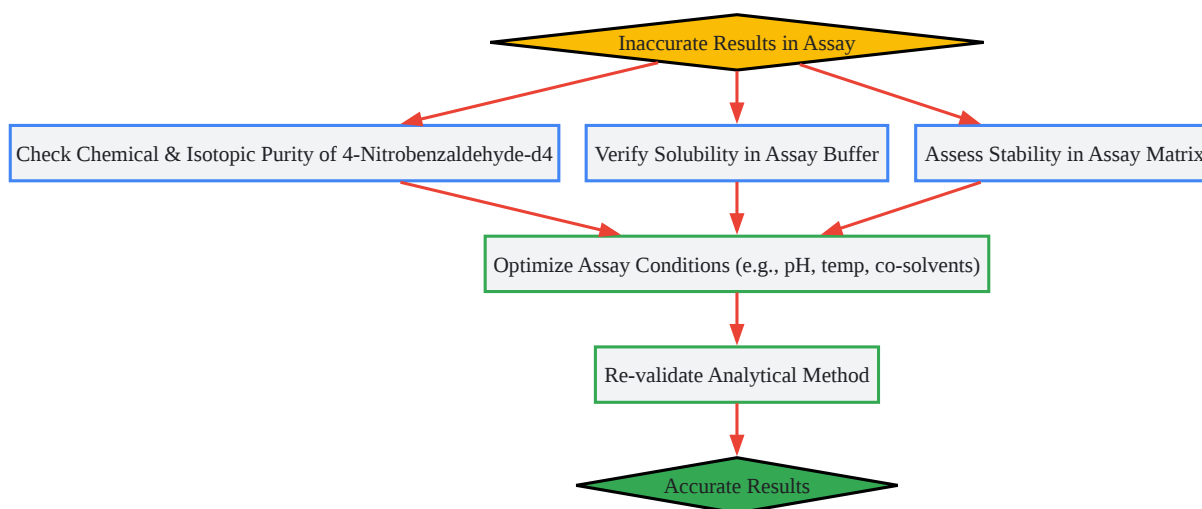 Inaccurate Results in Assay
Check Chemical & Isotopic Purity of 4-Nitrobenzaldehyde-d4
Verify Solubility in Assay Buffer
Assess Stability in Assay Matrix
Optimize Assay Conditions (e.g., pH, temp, co-solvents)
Re-validate Analytical Method
Accurate Results